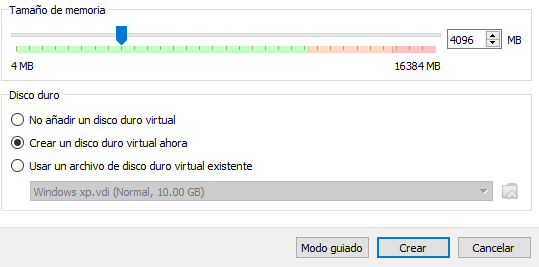 Tamaño de memoria
4096 MB
4 MB 16384 MB
Disco duro
No añadir un disco duro virtual
Crear un disco duro virtual ahora
Usar un archivo de disco duro virtual existente
Windows xp.vdi (Normal, 10.00 GB)
Modo guiado Crear Cancelar